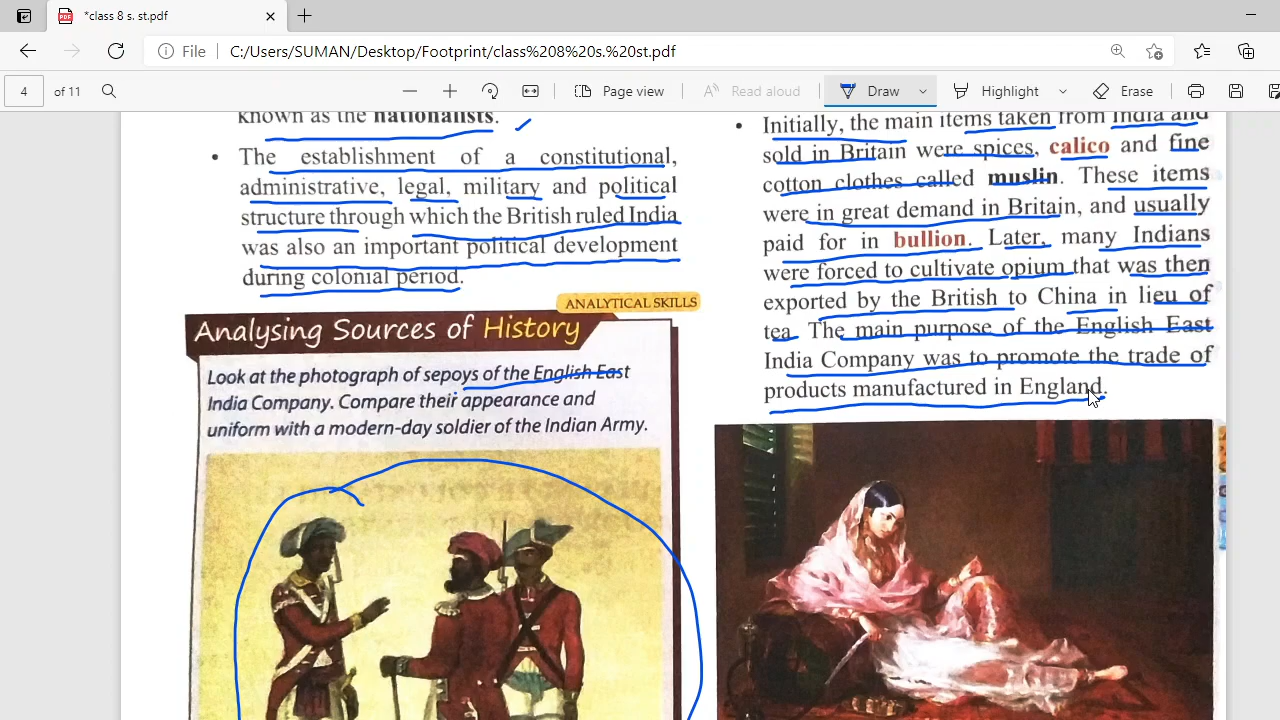 *class 8 s. st.pdf
File
C:/Users/SUMAN/Desktop/Footprint/class%208%20s.%20st.pdf
4 of 11
Page view
Read aloud
Draw
Highlight
Erase
known as the nationalists.
• The establishment of a constitutional,
administrative, legal, military and political
structure through which the British ruled India
was also an important political development
during colonial period.
ANALYTICAL SKILLS
Analysing Sources of History
Look at the photograph of sepoys of the English East
India Company. Compare their appearance and
uniform with a modern-day soldier of the Indian Army.
• Initially, the main items taken from India and
sold in Britain were spices, calico and fine
cotton clothes called muslin. These items
were in great demand in Britain, and usually
paid for in bullion. Later, many Indians
were forced to cultivate opium that was then
exported by the British to China in lieu of
tea. The main purpose of the English East
India Company was to promote the trade of
products manufactured in England.